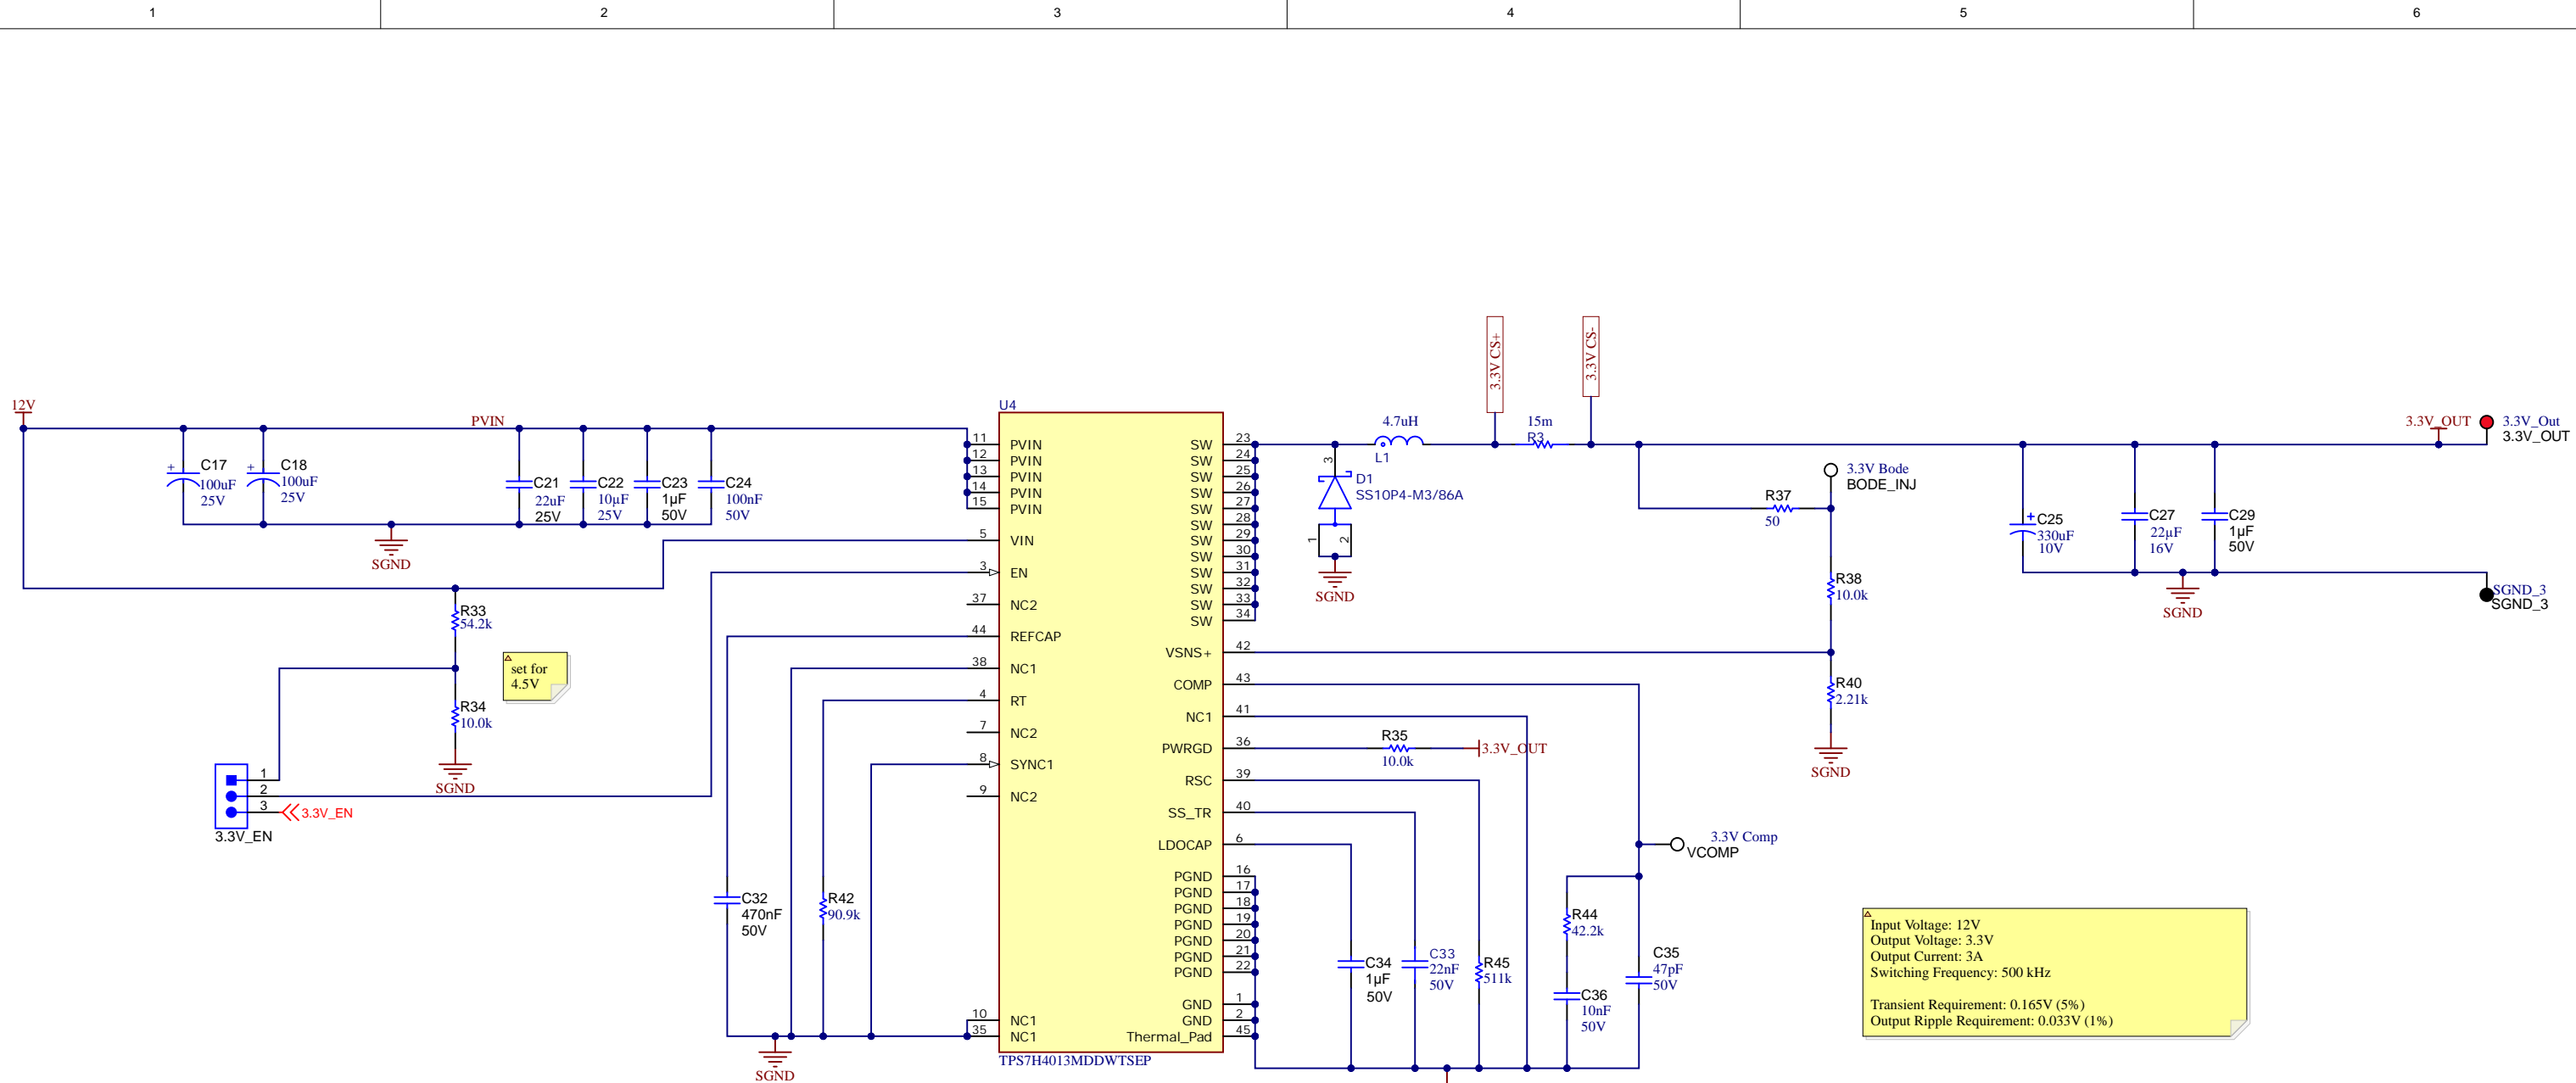 1
2
3
4
5
6
12V
PVIN
C17
100uF
25V
C18
100uF
25V
C21
22uF
25V
C22
10µF
25V
C23
1µF
50V
C24
100nF
50V
SGND
R33
54.2k
set for
4.5V
R34
10.0k
SGND
1
2
3
3.3V_EN
3.3V_EN
C32
470nF
50V
R42
90.9k
SGND
U4
11 PVIN
12 PVIN
13 PVIN
14 PVIN
15 PVIN
5 VIN
3 EN
37 NC2
44 REFCAP
38 NC1
4 RT
7 NC2
8 SYNC1
9 NC2
10 NC1
35 NC1
SW 23
SW 24
SW 25
SW 26
SW 27
SW 28
SW 29
SW 30
SW 31
SW 32
SW 33
SW 34
VSNS+ 42
COMP 43
NC1 41
PWRGD 36
RSC 39
SS_TR 40
LDOCAP 6
PGND 16
PGND 17
PGND 18
PGND 19
PGND 20
PGND 21
PGND 22
GND 1
GND 2
Thermal_Pad 45
TPS7H4013MDDWTSEP
3
D1
SS10P4-M3/86A
1
2
SGND
4.7uH
L1
3.3V CS+
15m
R3
3.3V CS-
R37
50
3.3V Bode
BODE_INJ
R38
10.0k
R40
2.21k
SGND
R35
10.0k
3.3V_OUT
3.3V Comp
VCOMP
C34
1µF
50V
C33
22nF
50V
R45
511k
R44
42.2k
C36
10nF
50V
C35
47pF
50V
C25
330uF
10V
C27
22µF
16V
C29
1µF
50V
SGND
3.3V_OUT
3.3V_Out
3.3V_OUT
SGND_3
SGND_3
Input Voltage: 12V
Output Voltage: 3.3V
Output Current: 3A
Switching Frequency: 500 kHz
Transient Requirement: 0.165V (5%)
Output Ripple Requirement: 0.033V (1%)